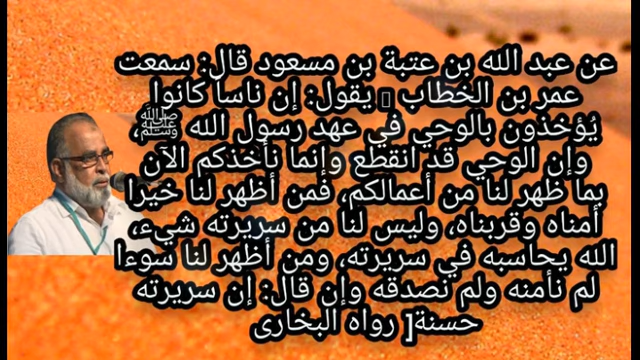 عن عبد الله بن عتبة بن مسعود قال: سمعت
عمر بن الخطاب ▯ يقول: إن ناسا كانوا
يُؤخذون بالوحي في عهد رسول الله ﷺ،
وإن الوحي قد انقطع وإنما نأخذكم الآن
بما ظهر لنا من أعمالكم، فمن أظهر لنا خيرا
أمناه وقربناه، وليس لنا من سريرته شيء،
الله يحاسبه في سريرته، ومن أظهر لنا سوءا
لم نأمنه ولم نصدقه وإن قال: إن سريرته
حسنة[ رواه البخارى